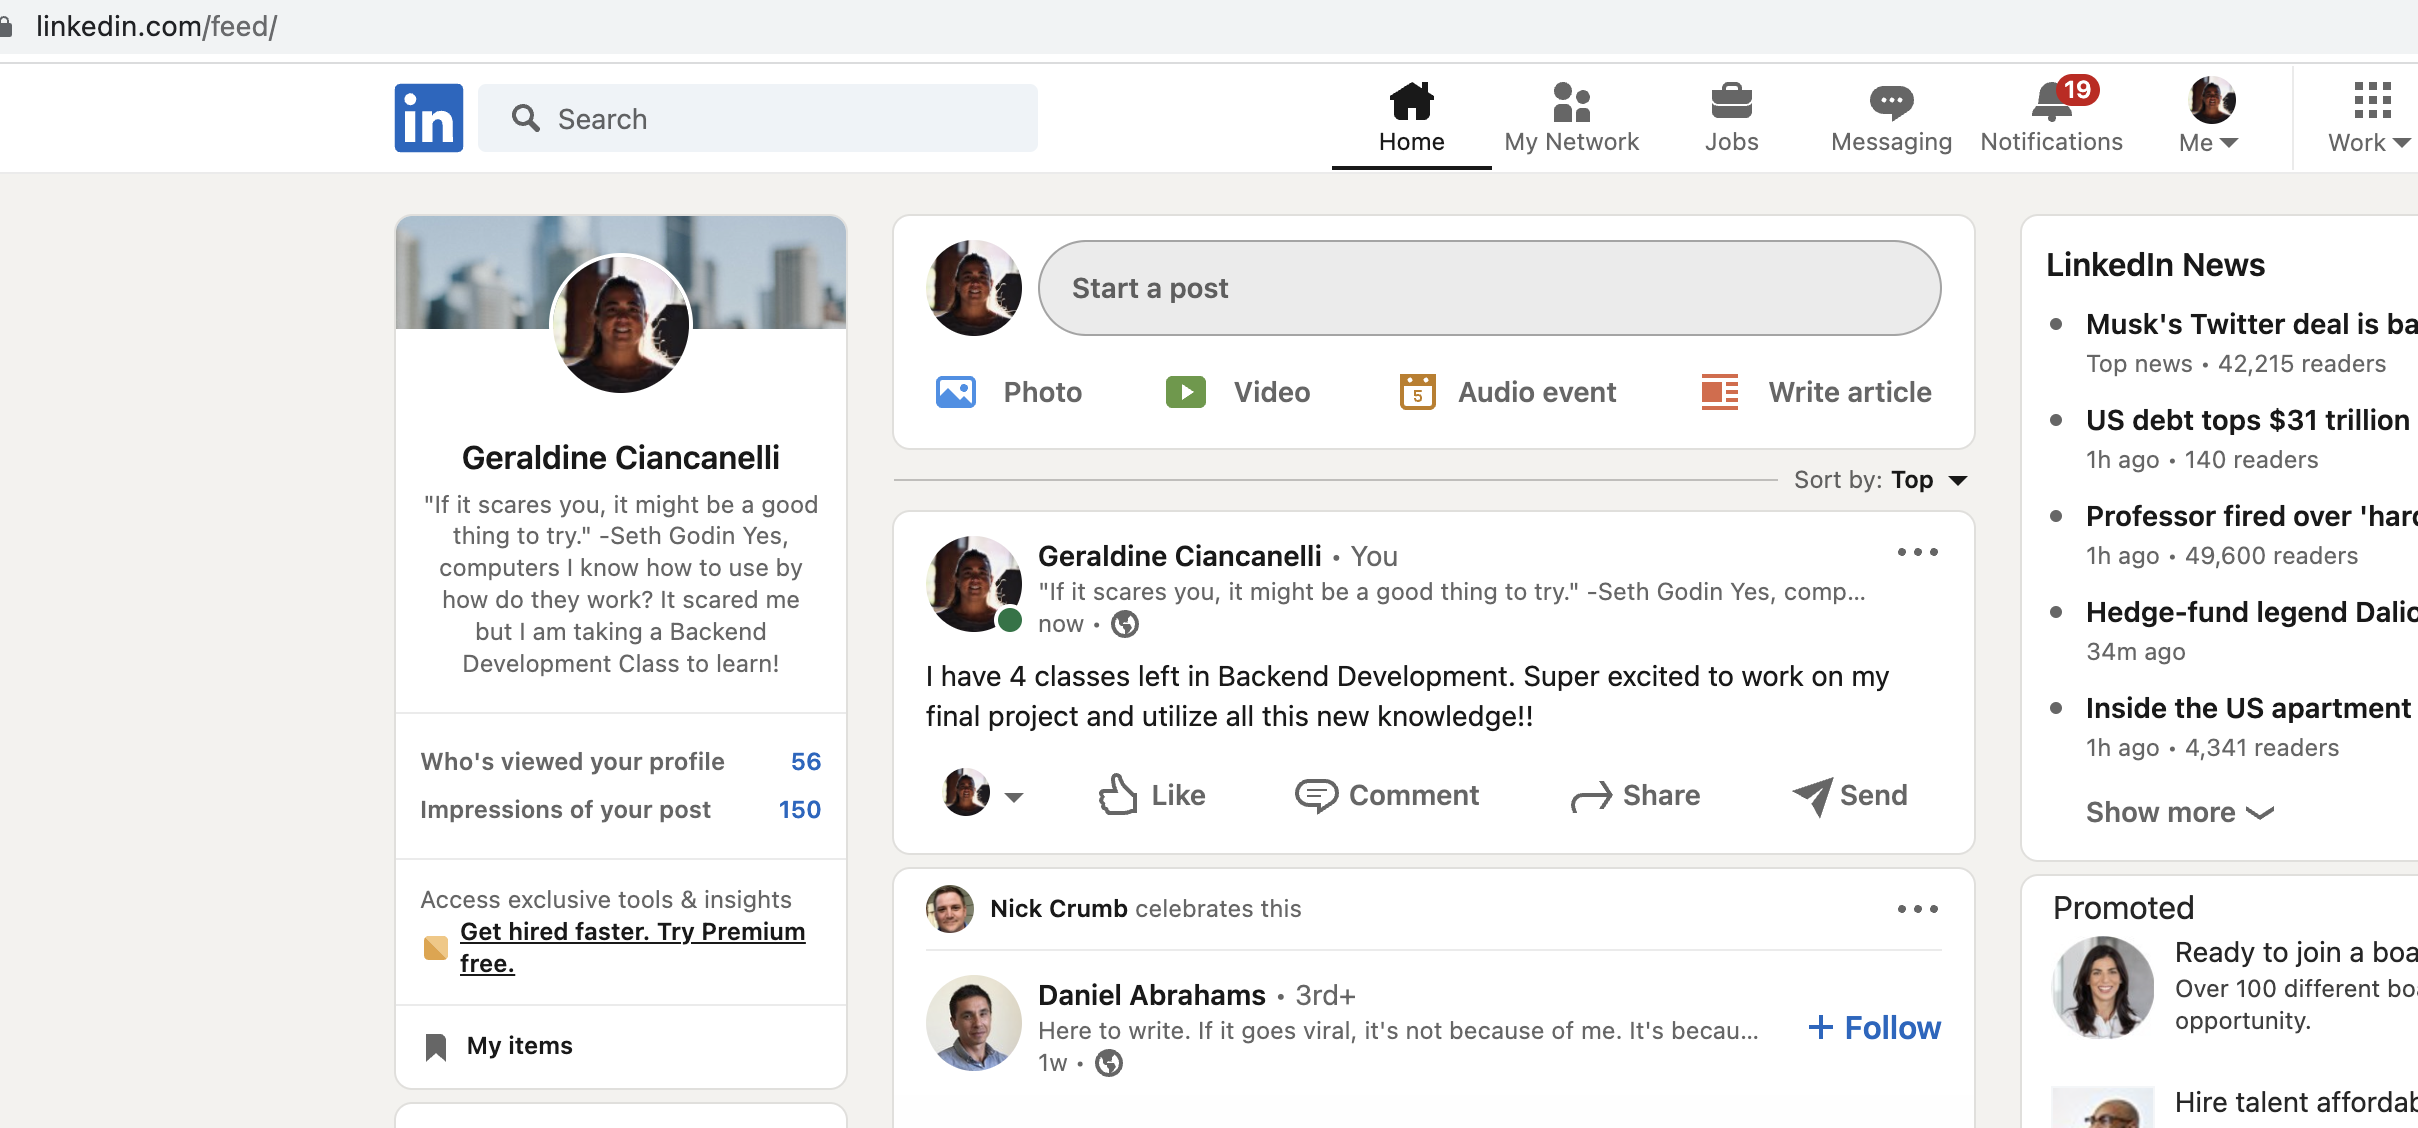 linkedin.com/feed/
in
Search
Home
My Network
Jobs
Messaging
19
Notifications
Me
Work
Geraldine Ciancanelli
"If it scares you, it might be a good
thing to try." -Seth Godin Yes,
computers I know how to use by
how do they work? It scared me
but I am taking a Backend
Development Class to learn!
Who's viewed your profile 56
Impressions of your post 150
Access exclusive tools & insights
Get hired faster. Try Premium
free.
My items
Start a post
Photo
Video
5
Audio event
Write article
Sort by: Top
Geraldine Ciancanelli • You
"If it scares you, it might be a good thing to try." -Seth Godin Yes, comp...
now •
I have 4 classes left in Backend Development. Super excited to work on my
final project and utilize all this new knowledge!!
Like
Comment
Share
Send
Nick Crumb celebrates this
Daniel Abrahams • 3rd+
Here to write. If it goes viral, it's not because of me. It's becau...
1w •
+ Follow
LinkedIn News
Musk's Twitter deal is ba
Top news • 42,215 readers
US debt tops $31 trillion
1h ago • 140 readers
Professor fired over 'hard
1h ago • 49,600 readers
Hedge-fund legend Dalio
34m ago
Inside the US apartment
1h ago • 4,341 readers
Show more
Promoted
Ready to join a boa
Over 100 different boa
opportunity.
Hire talent affordab